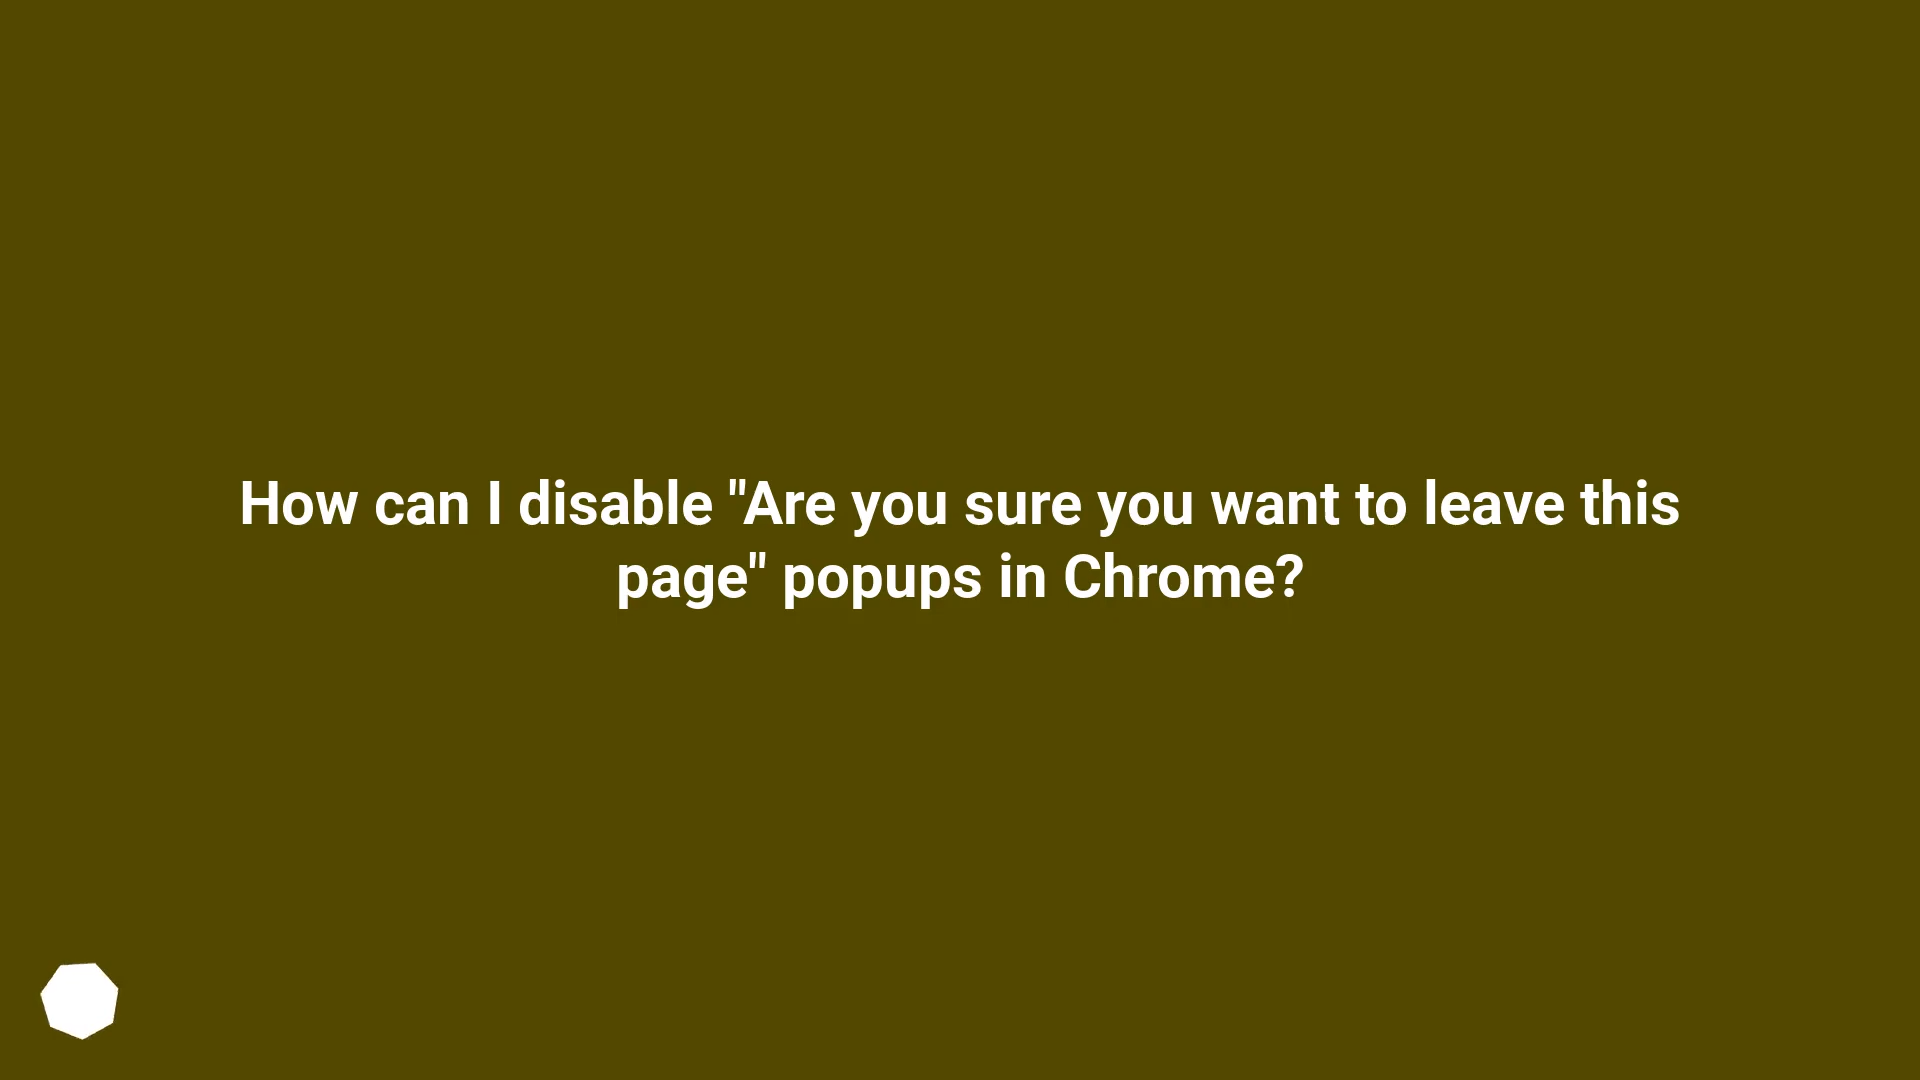 How can I disable "Are you sure you want to leave this
page" popups in Chrome?